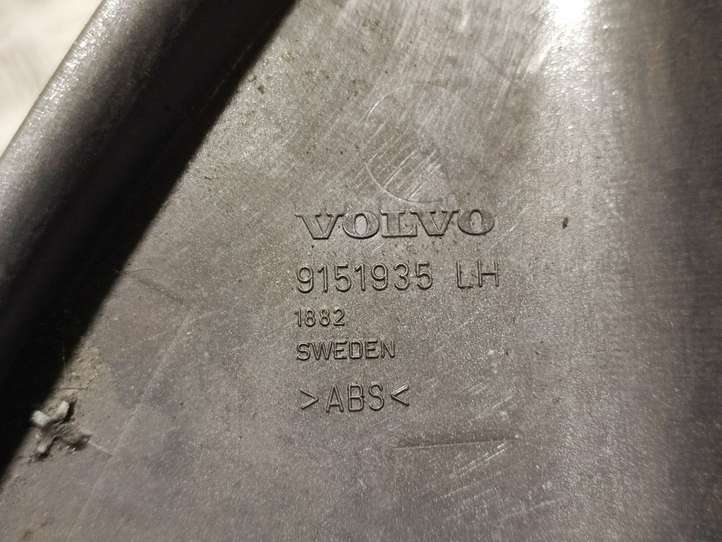 VOLVO
9151935 LH
1882
SWEDEN
>ABS<